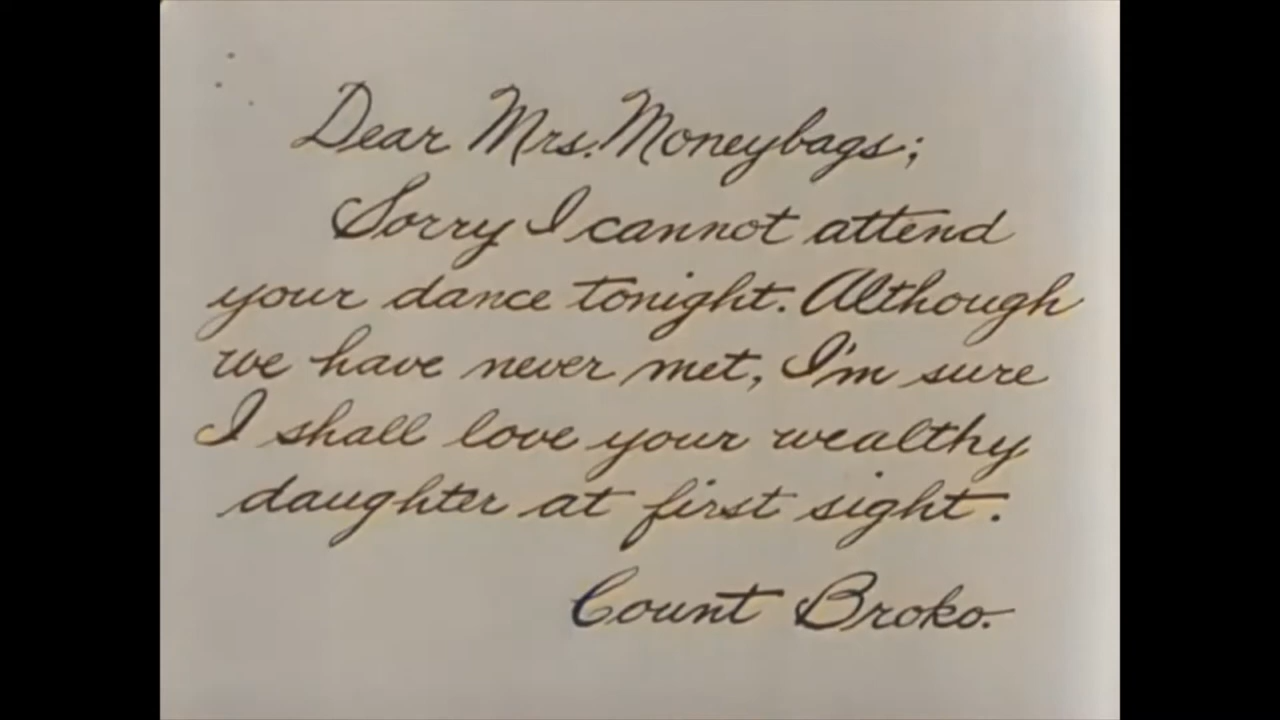 Dear Mrs. Moneybags;
Sorry I cannot attend
your dance tonight. Although
we have never met, I'm sure
I shall love your wealthy
daughter at first sight.
Count Broko.